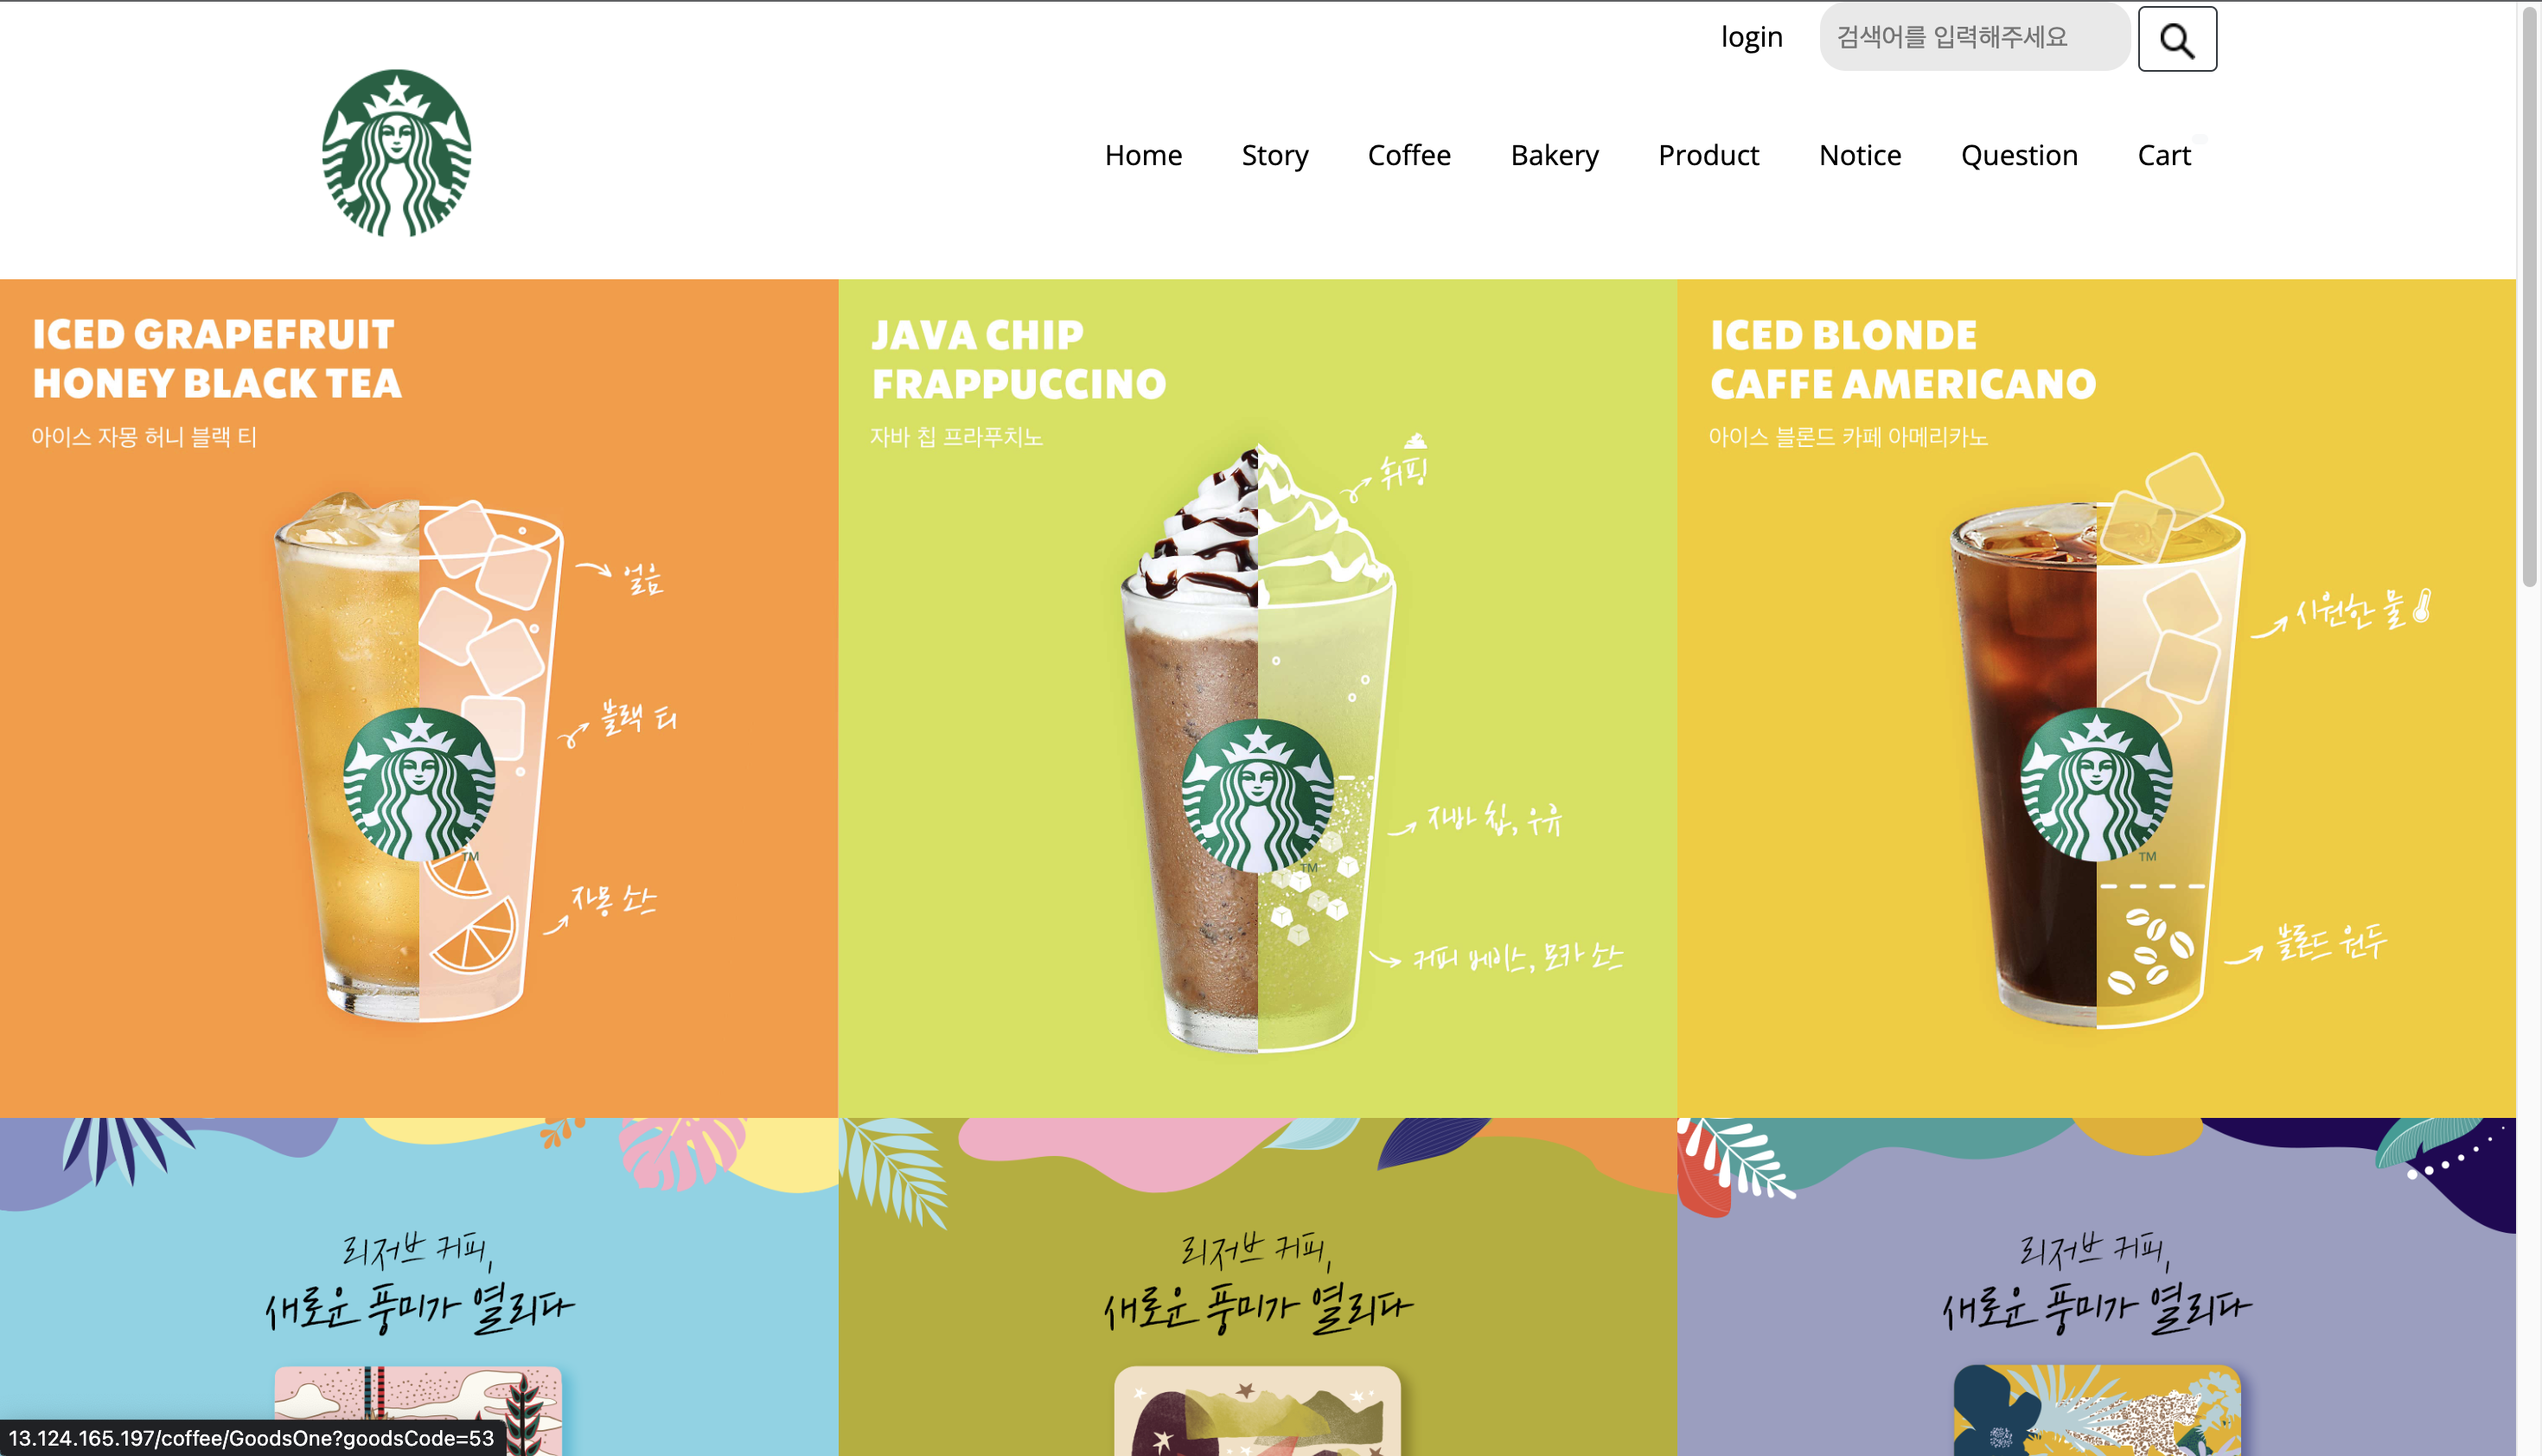 login
검색어를 입력해주세요
Home
Story
Coffee
Bakery
Product
Notice
Question
Cart
ICED GRAPEFRUIT
HONEY BLACK TEA
아이스 자몽 허니 블랙 티
얼음
블랙 티
TM
자몽 소스
JAVA CHIP
FRAPPUCCINO
자바 칩 프라푸치노
휘핑
자바 칩, 우유
TM
커피 베이스, 모카 소스
ICED BLONDE
CAFFE AMERICANO
아이스 블론드 카페 아메리카노
시원한 물
TM
블론드 원두
리저브 커피,
새로운 풍미가 열리다
리저브 커피,
새로운 풍미가 열리다
리저브 커피,
새로운 풍미가 열리다
13.124.165.197/coffee/GoodsOne?goodsCode=53